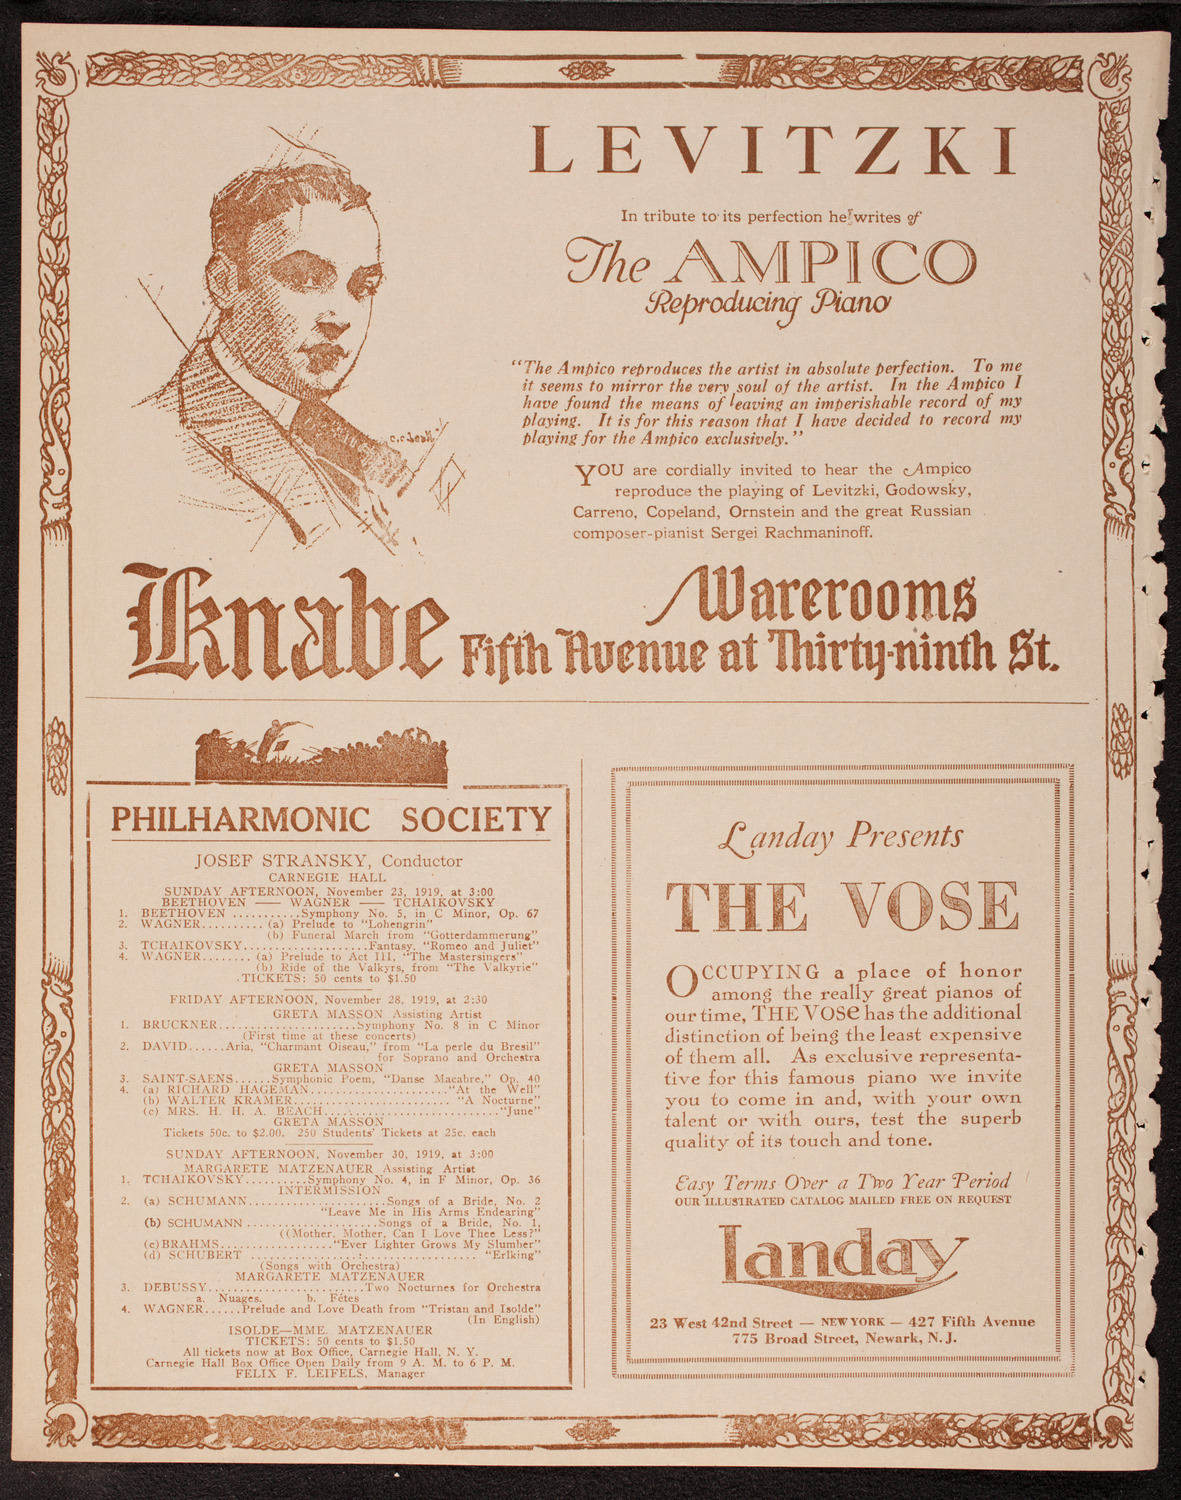 LEVITZKI
In tribute to its perfection he writes of
The AMPICO
Reproducing Piano
"The Ampico reproduces the artist in absolute perfection. To me
it seems to mirror the very soul of the artist. In the Ampico I
have found the means of leaving an imperishable record of my
playing. It is for this reason that I have decided to record my
playing for the Ampico exclusively."
YOU are cordially invited to hear the Ampico
reproduce the playing of Levitzki, Godowsky,
Carreno, Copeland, Ornstein and the great Russian
composer-pianist Sergei Rachmaninoff.
Knabe Warerooms
Fifth Avenue at Thirty-ninth St.
PHILHARMONIC SOCIETY
JOSEF STRANSKY, Conductor
CARNEGIE HALL
SUNDAY AFTERNOON, November 23, 1919, at 3:00
BEETHOVEN —— WAGNER —— TCHAIKOVSKY
1. BEETHOVEN ...........Symphony No. 5, in C Minor, Op. 67
2. WAGNER.......... (a) Prelude to "Lohengrin"
(b) Funeral March from "Gotterdammerung"
3. TCHAIKOVSKY....................Fantasy, "Romeo and Juliet"
4. WAGNER........ (a) Prelude to Act III, "The Mastersingers"
(b) Ride of the Valkyrs, from "The Valkyrie"
TICKETS: 50 cents to $1.50
FRIDAY AFTERNOON, November 28, 1919, at 2:30
GRETA MASSON Assisting Artist
1. BRUCKNER......................Symphony No. 8 in C Minor
(First time at these concerts)
2. DAVID......Aria, "Charmant Oiseau," from "La perle du Bresil"
for Soprano and Orchestra
GRETA MASSON
3. SAINT-SAENS......Symphonic Poem, "Danse Macabre," Op. 40
4. (a) RICHARD HAGEMAN......................."At the Well"
(b) WALTER KRAMER.......................... "A Nocturne"
(c) MRS. H. H. A. BEACH............................"June"
GRETA MASSON
Tickets 50c. to $2.00. 250 Students' Tickets at 25c. each
SUNDAY AFTERNOON, November 30, 1919, at 3:00
MARGARETE MATZENAUER Assisting Artist
1. TCHAIKOVSKY..........Symphony No. 4, in F Minor, Op. 36
INTERMISSION
2. (a) SCHUMANN......................Songs of a Bride, No. 2
"Leave Me in His Arms Endearing"
(b) SCHUMANN .....................Songs of a Bride, No. 1,
((Mother, Mother, Can I Love Thee Less?"
(c)BRAHMS.................."Ever Lighter Grows My Slumber"
(d) SCHUBERT ..................................... "Erlking"
(Songs with Orchestra)
MARGARETE MATZENAUER
3. DEBUSSY.........................Two Nocturnes for Orchestra
a. Nuages. b. Fêtes
4. WAGNER......Prelude and Love Death from "Tristan and Isolde"
(In English)
ISOLDE—MME. MATZENAUER
TICKETS: 50 cents to $1.50
All tickets now at Box Office, Carnegie Hall, N. Y.
Carnegie Hall Box Office Open Daily from 9 A. M. to 6 P. M.
FELIX F. LEIFELS, Manager
Landay Presents
THE VOSE
OCCUPYING a place of honor
among the really great pianos of
our time, THE VOSE has the additional
distinction of being the least expensive
of them all. As exclusive representa-
tive for this famous piano we invite
you to come in and, with your own
talent or with ours, test the superb
quality of its touch and tone.
Easy Terms Over a Two Year Period
OUR ILLUSTRATED CATALOG MAILED FREE ON REQUEST
Landay
23 West 42nd Street — NEW YORK — 427 Fifth Avenue
775 Broad Street, Newark, N. J.